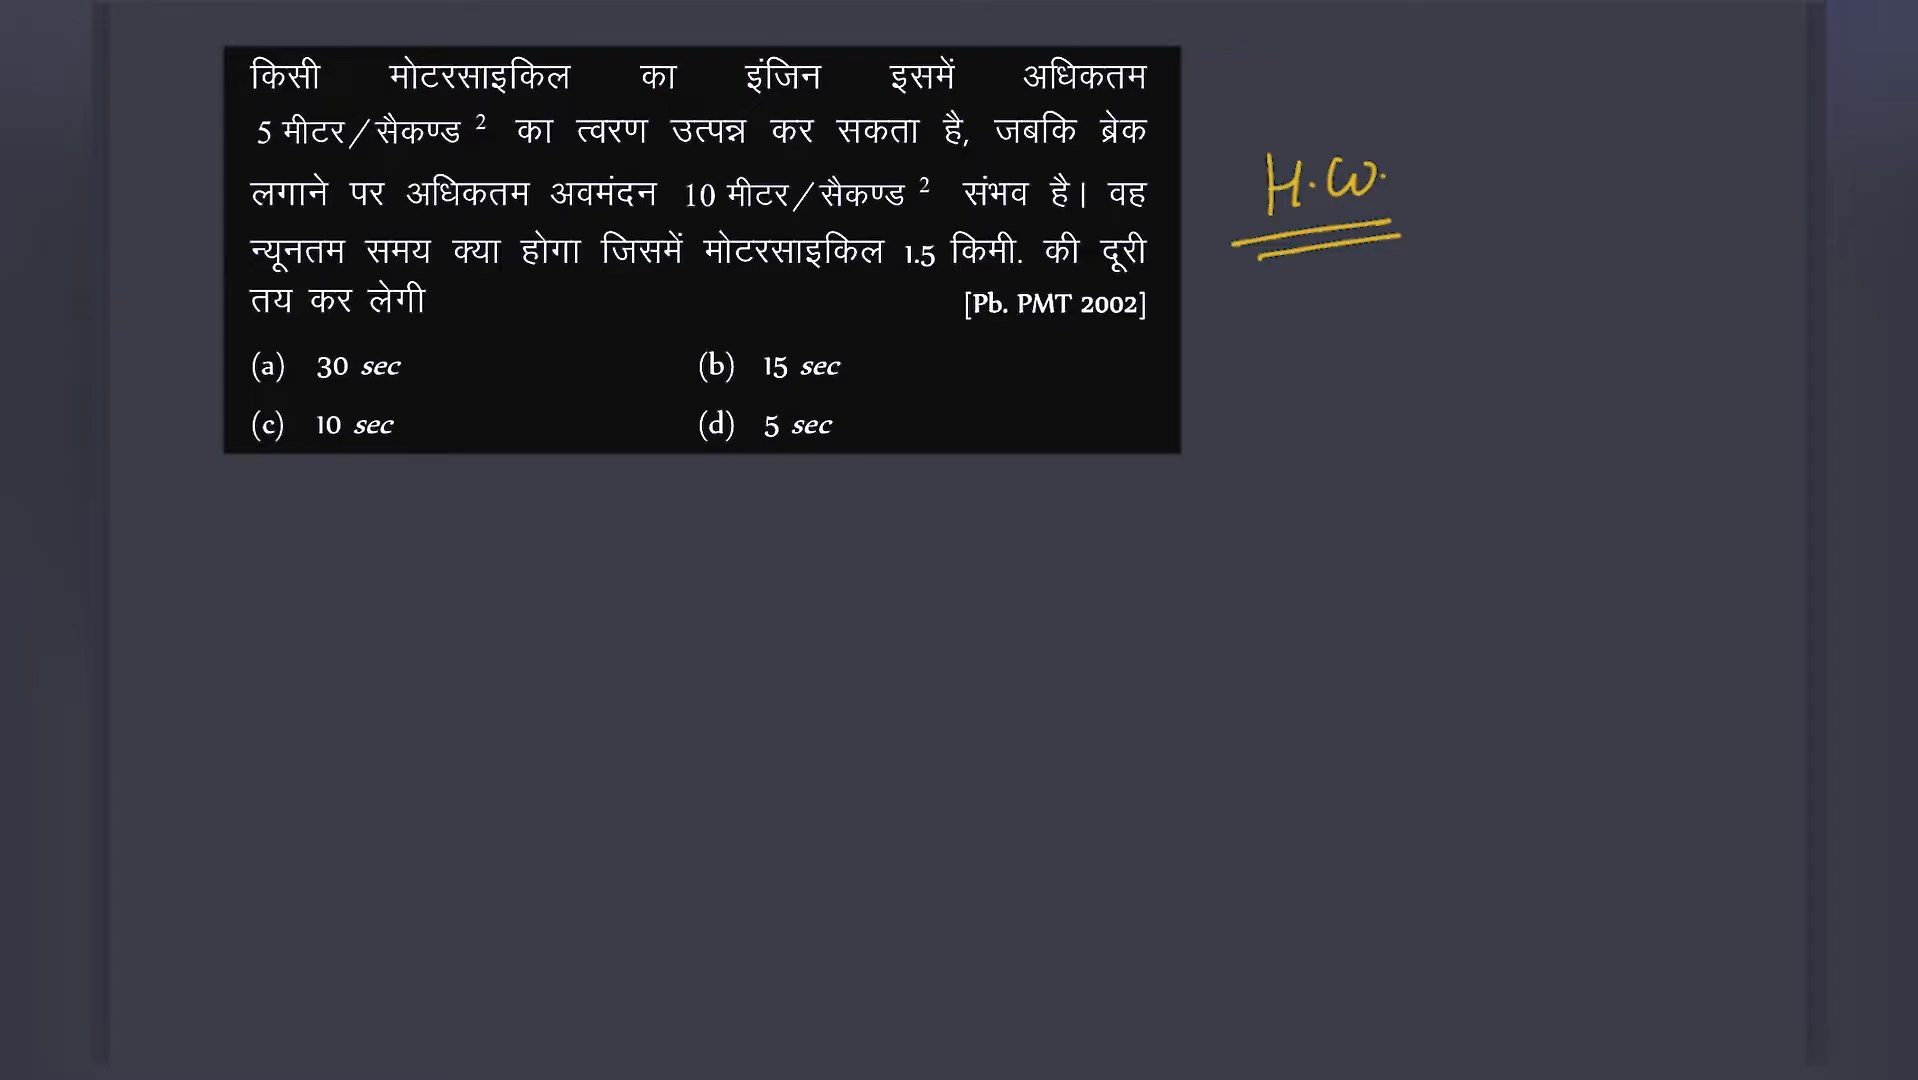 किसी मोटरसाइकिल का इंजिन इसमें अधिकतम
5 मीटर/सैकण्ड ² का त्वरण उत्पन्न कर सकता है, जबकि ब्रेक
लगाने पर अधिकतम अवमंदन 10 मीटर/सैकण्ड ² संभव है। वह
न्यूनतम समय क्या होगा जिसमें मोटरसाइकिल 1.5 किमी. की दूरी
तय कर लेगी [Pb. PMT 2002]
(a) 30 sec (b) 15 sec
(c) 10 sec (d) 5 sec
H.W.